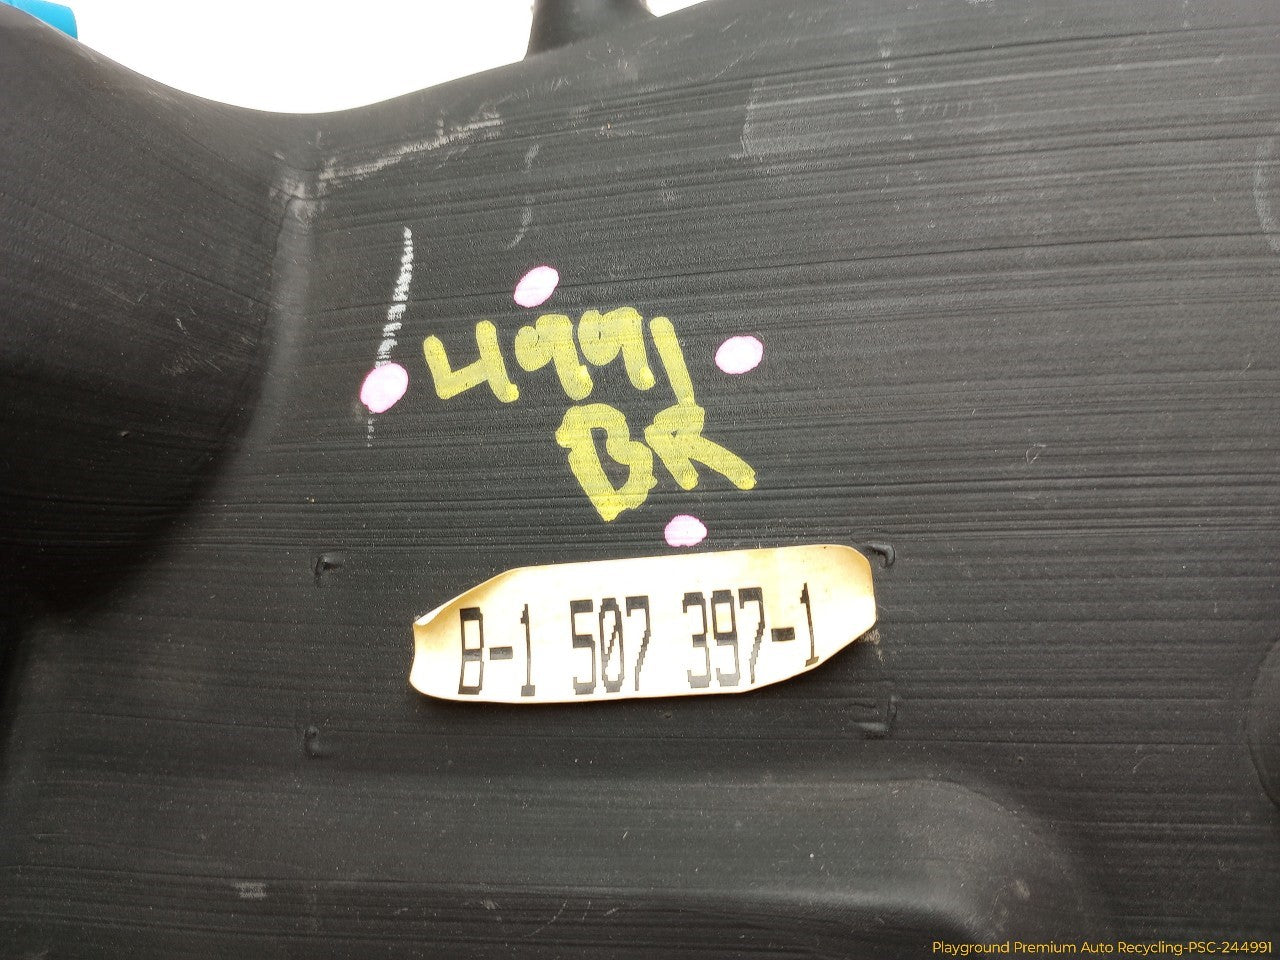 4991
BR
B-1 507 397-1
Playground Premium Auto Recycling-PSC-244991